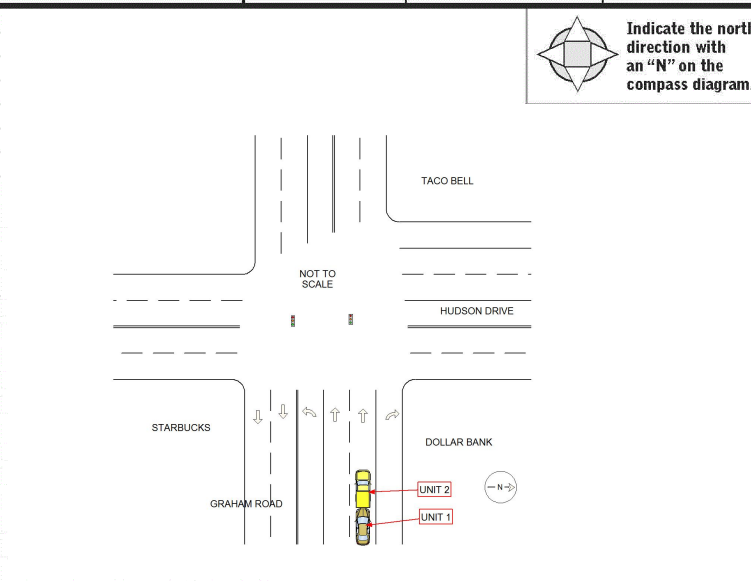 Indicate the north
direction with
an “N” on the
compass diagram.
TACO BELL
NOT TO
SCALE
HUDSON DRIVE
STARBUCKS
DOLLAR BANK
UNIT 2
N
GRAHAM ROAD
UNIT 1